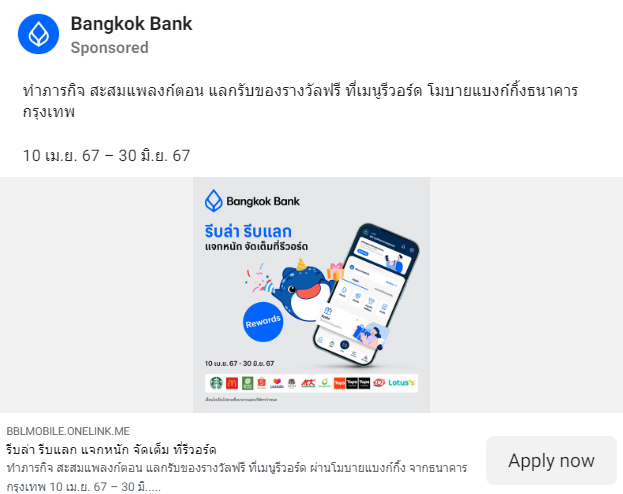 Bangkok Bank
Sponsored
ทำภารกิจ สะสมแพลงก์ตอน แลกรับของรางวัลฟรี ที่เมนูรีวอร์ด โมบายแบงก์กิ้งธนาคาร
กรุงเทพ
10 เม.ย. 67 – 30 มิ.ย. 67
Bangkok Bank
รีบล่า รีบแลก
แจกหนัก จัดเต็มที่รีวอร์ด
Rewards
10 เม.ย. 67 - 30 มิ.ย. 67
Lotus's
BBLMOBILE.ONELINK.ME
รีบล่า รีบแลก แจกหนัก จัดเต็ม ที่รีวอร์ด
ทำภารกิจ สะสมแพลงก์ตอน แลกรับของรางวัลฟรี ที่เมนูรีวอร์ด ผ่านโมบายแบงก์กิ้ง จากธนาคาร
กรุงเทพ 10 เม.ย. 67 – 30 มิ.....
Apply now